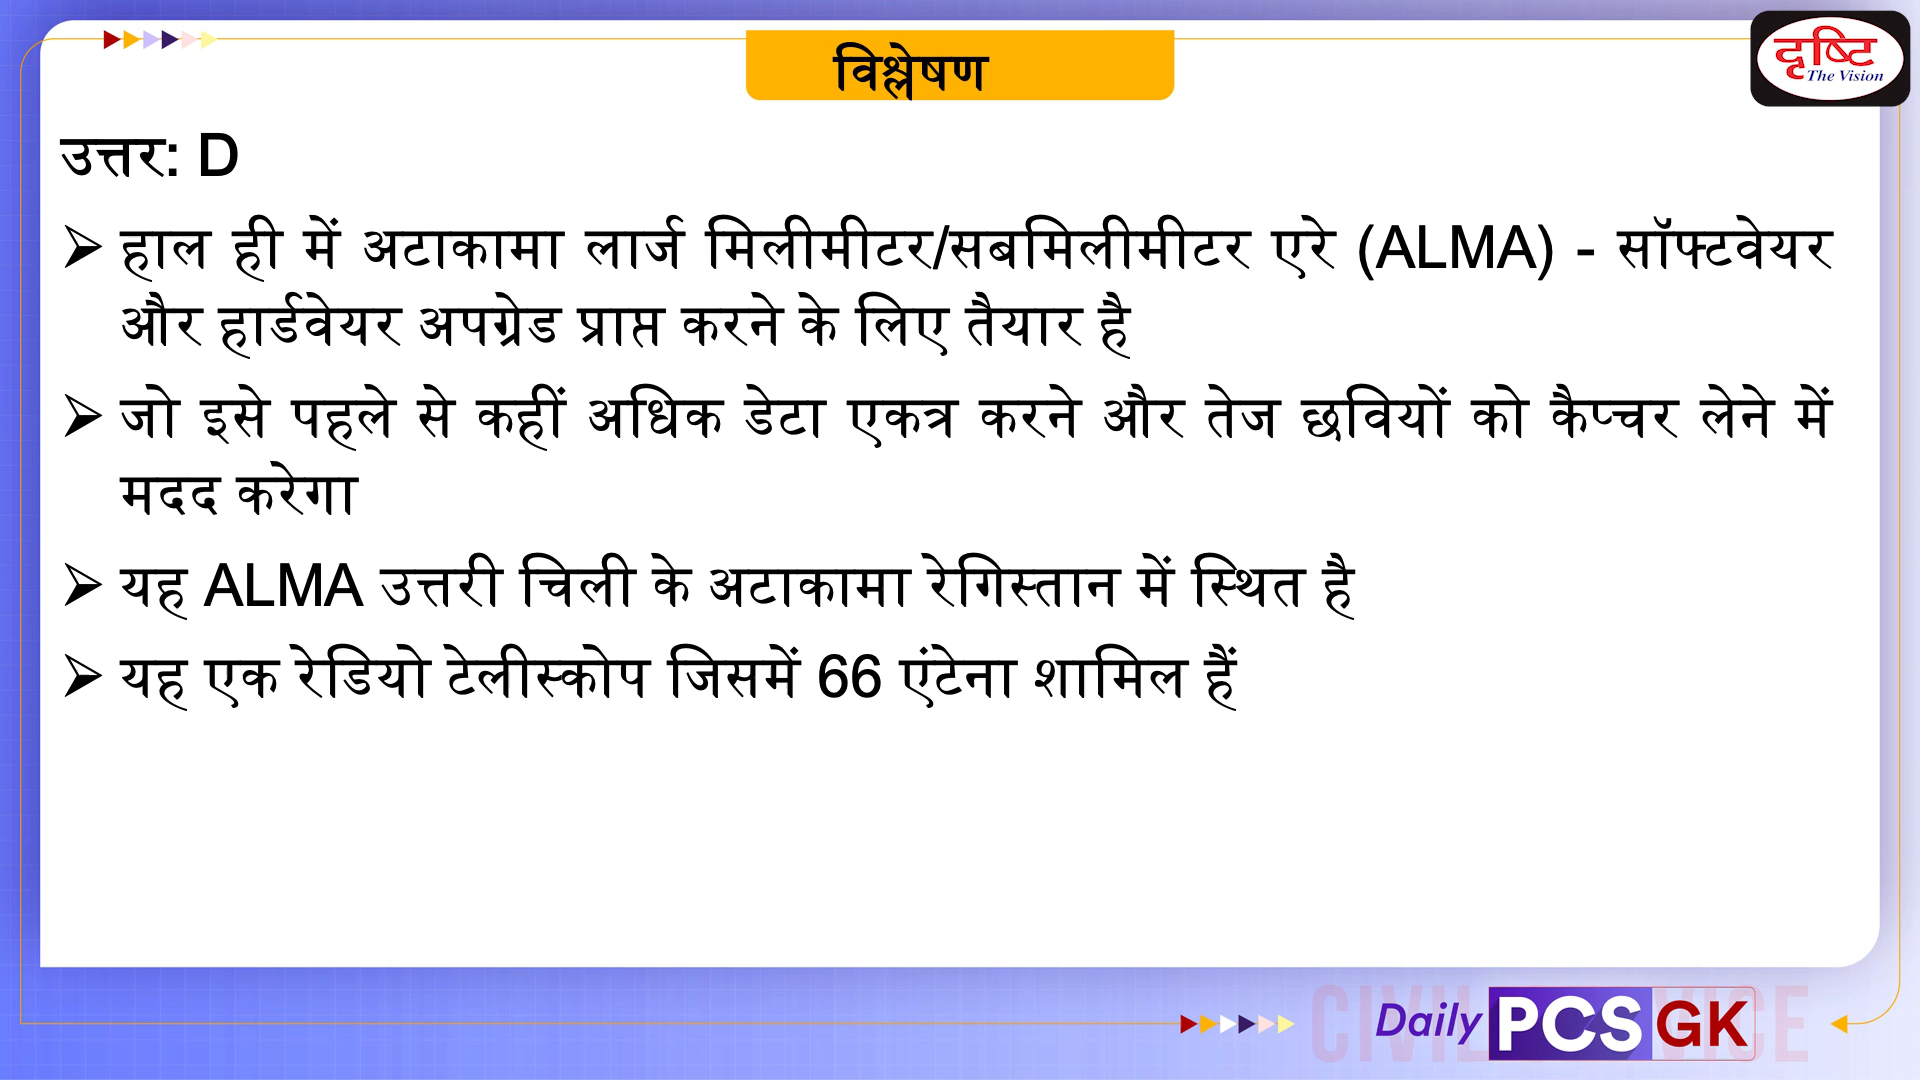 विश्लेषण
दृष्टि
The Vision
उत्तर: D
➢ हाल ही में अटाकामा लार्ज मिलीमीटर/सबमिलीमीटर एरे (ALMA) - सॉफ्टवेयर
और हार्डवेयर अपग्रेड प्राप्त करने के लिए तैयार है
➢ जो इसे पहले से कहीं अधिक डेटा एकत्र करने और तेज छवियों को कैप्चर लेने में
मदद करेगा
➢ यह ALMA उत्तरी चिली के अटाकामा रेगिस्तान में स्थित है
➢ यह एक रेडियो टेलीस्कोप जिसमें 66 एंटेना शामिल हैं
Daily PCS GK